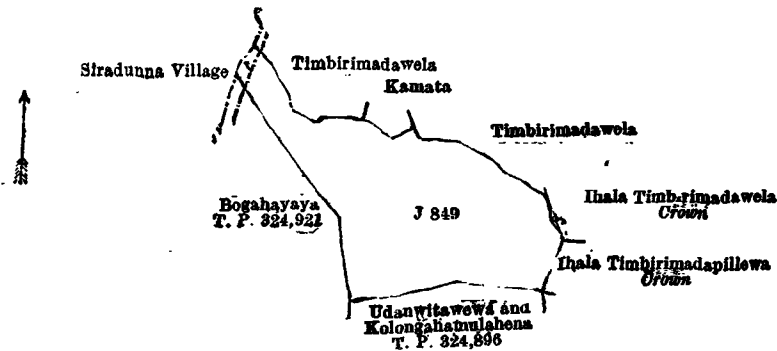 Siradunna Village
Timbirimadawela
Kamata
Timbirimadawela
Ihala Timbirimadawela
Crown
Bogahayaya
T. P. 324,921
J 849
Ihala Timbirimadapillewa
Crown
Udanwitawewa and
Kolongahamulahena
T. P. 324,896